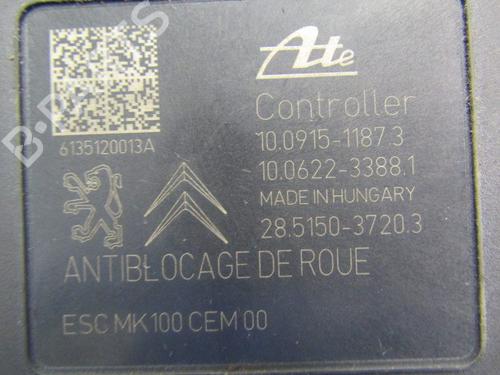 Ate
Controller
10.0915-1187.3
10.0622-3388.1
MADE IN HUNGARY
28.5150-3720.3
6135120013A
ANTIBLOCAGE DE ROUE
ESC MK100 CEM 00
B-PARTS